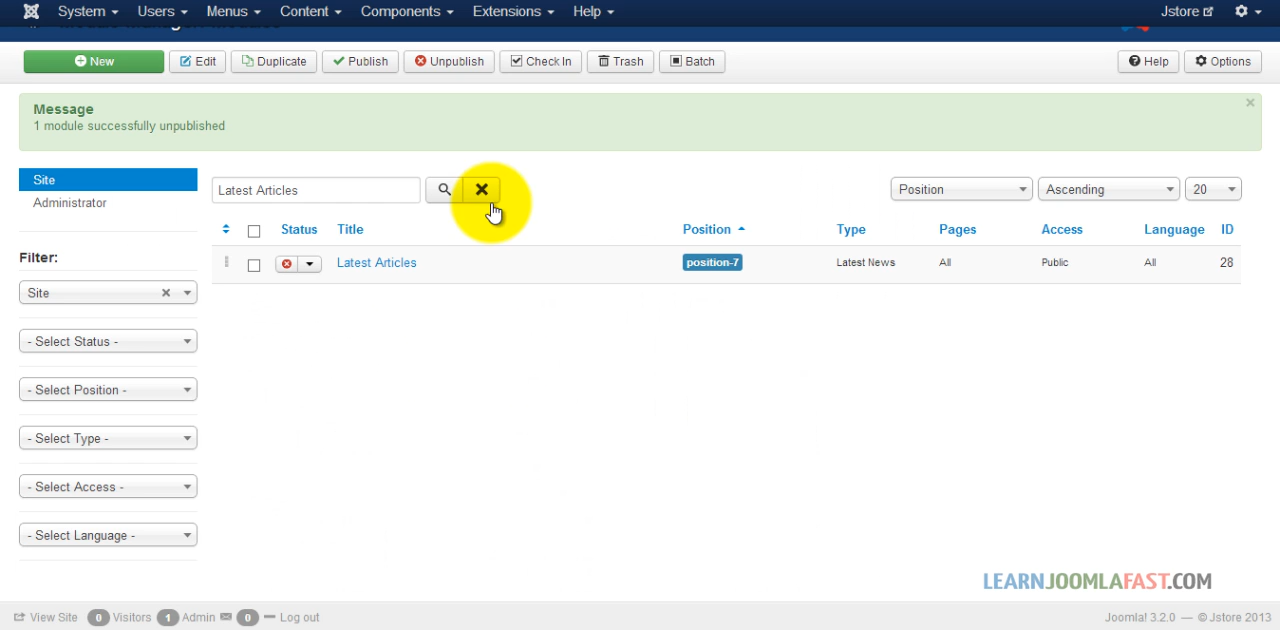 System Users Menus Content Components Extensions Help Jstore
New Edit Duplicate Publish Unpublish Check In Trash Batch Help Options
Message
1 module successfully unpublished
Site
Administrator
Filter:
Site
- Select Status -
- Select Position -
- Select Type -
- Select Access -
- Select Language -
Latest Articles Position Ascending 20
Status Title Position Type Pages Access Language ID
Latest Articles position-7 Latest News All Public All 28
LEARNJOOMLAFAST.COM
View Site 0 Visitors 1 Admin 0 Log out Joomla! 3.2.0 — © Jstore 2013